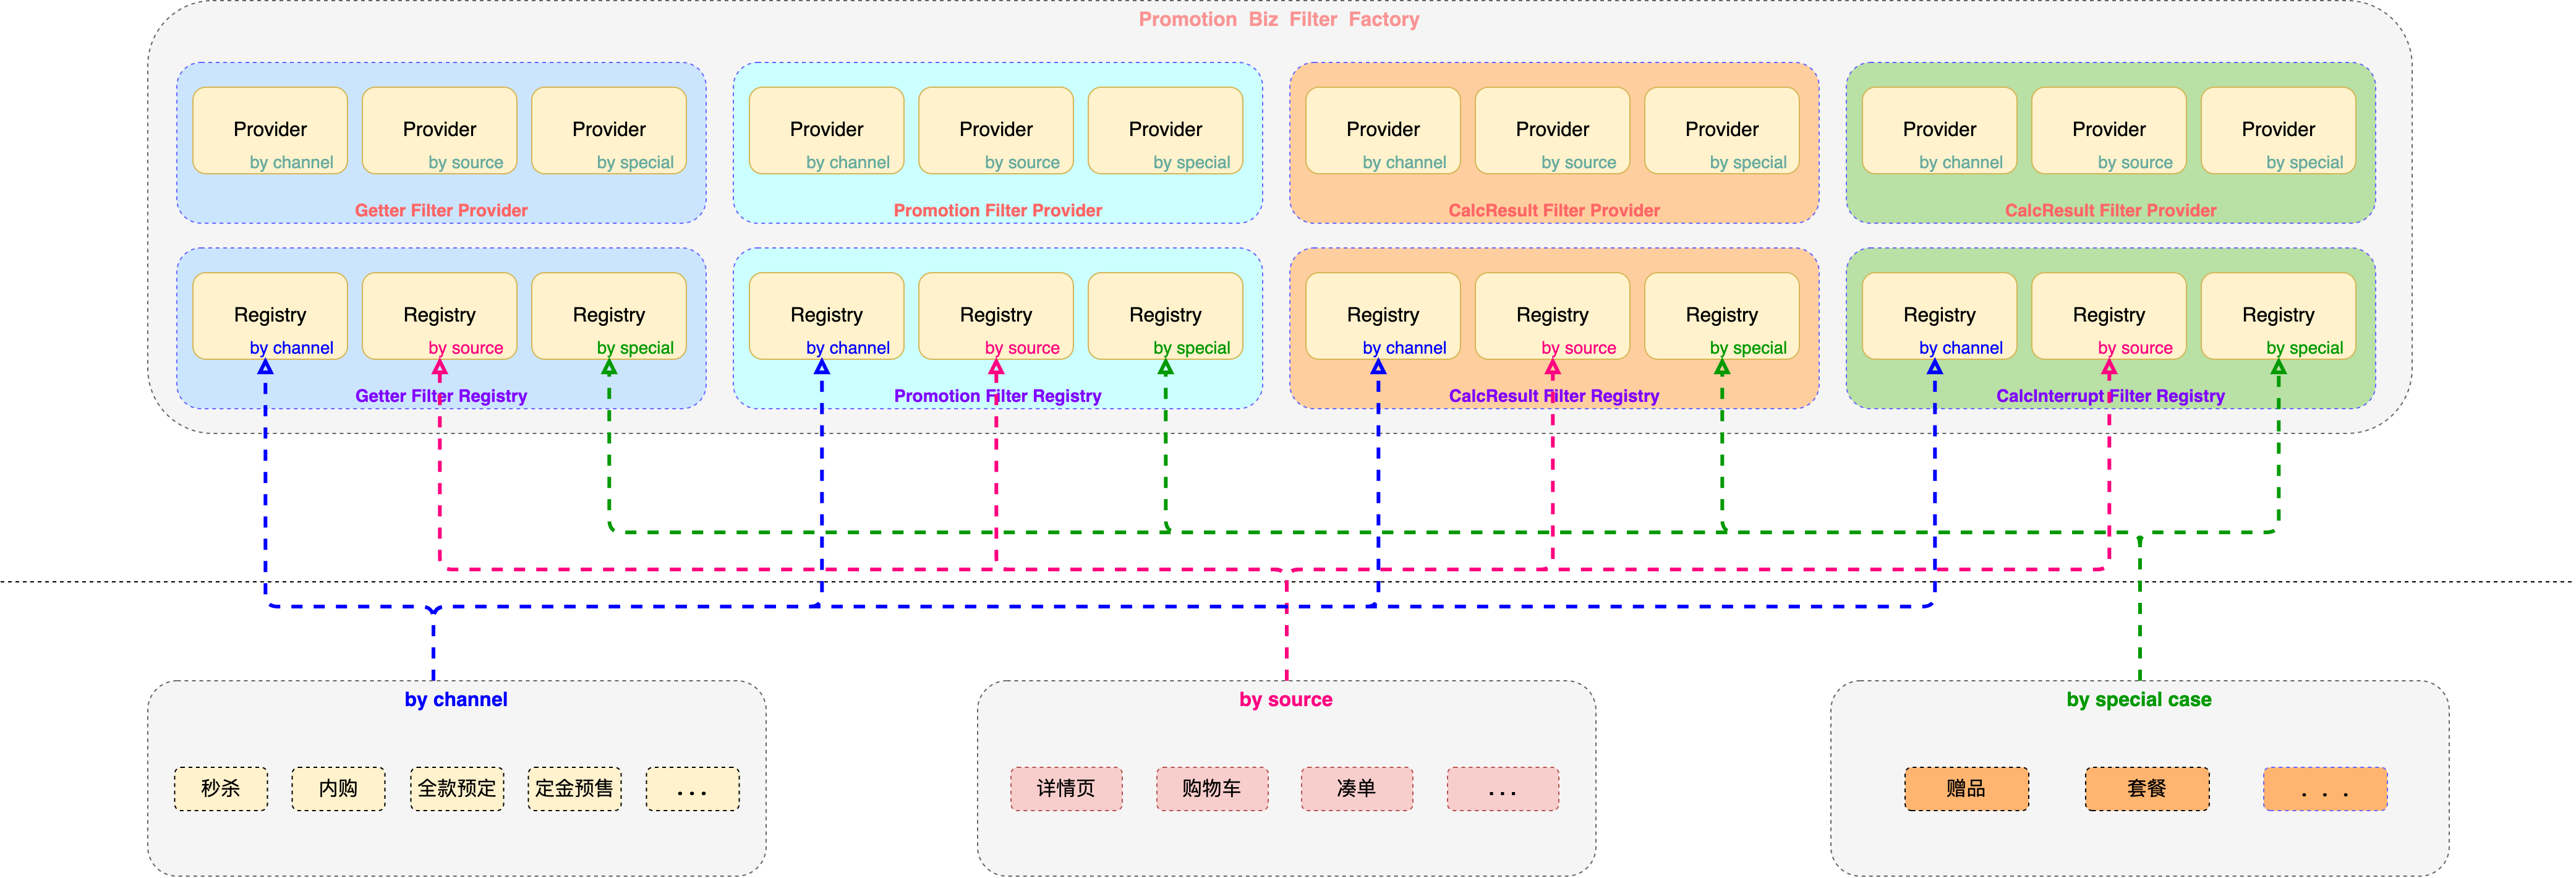 Promotion Biz Filter Factory
Provider
by channel
Provider
by source
Provider
by special
Getter Filter Provider
Provider
by channel
Provider
by source
Provider
by special
Promotion Filter Provider
Provider
by channel
Provider
by source
Provider
by special
CalcResult Filter Provider
Provider
by channel
Provider
by source
Provider
by special
CalcResult Filter Provider
Registry
by channel
Registry
by source
Registry
by special
Getter Filter Registry
Registry
by channel
Registry
by source
Registry
by special
Promotion Filter Registry
Registry
by channel
Registry
by source
Registry
by special
CalcResult Filter Registry
Registry
by channel
Registry
by source
Registry
by special
CalcInterrupt Filter Registry
by channel
秒杀
内购
全款预定
定金预售
...
by source
详情页
购物车
凑单
...
by special case
赠品
套餐
. . .